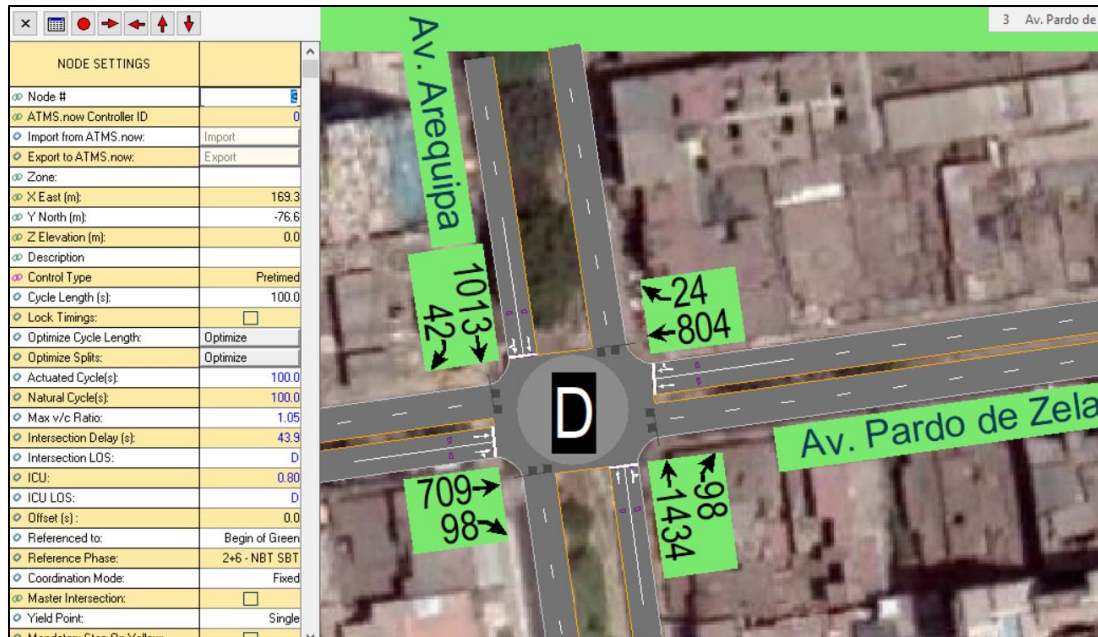 3 Av. Pardo de
NODE SETTINGS
Node # 3
ATMS.now Controller ID 0
Import from ATMS.now: Import
Export to ATMS.now: Export
Zone:
X East (m): 169.3
Y North (m): -76.6
Z Elevation (m): 0.0
Description
Control Type Pretimed
Cycle Length (s): 100.0
Lock Timings:
Optimize Cycle Length: Optimize
Optimize Splits: Optimize
Actuated Cycle(s): 100.0
Natural Cycle(s): 100.0
Max v/c Ratio: 1.05
Intersection Delay (s): 43.9
Intersection LOS: D
ICU: 0.80
ICU LOS: D
Offset (s) : 0.0
Referenced to: Begin of Green
Reference Phase: 2+6 - NBT SBT
Coordination Mode: Fixed
Master Intersection:
Yield Point: Single
Mandatory Stop On Yellow:
Av. Arequipa
1013
42
24
804
D
Av. Pardo de Zela
709
98
98
1434